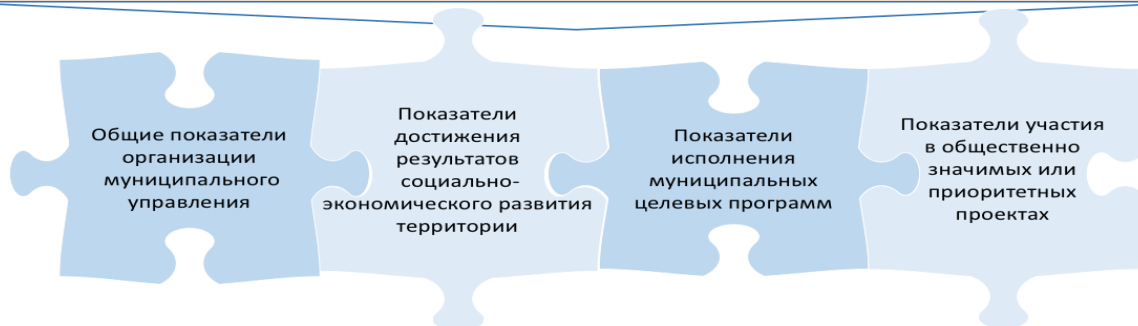 Общие показатели
организации
муниципального
управления
Показатели
достижения
результатов
социально-
экономического развития
территории
Показатели
исполнения
муниципальных
целевых программ
Показатели участия
в общественно
значимых или
приоритетных
проектах